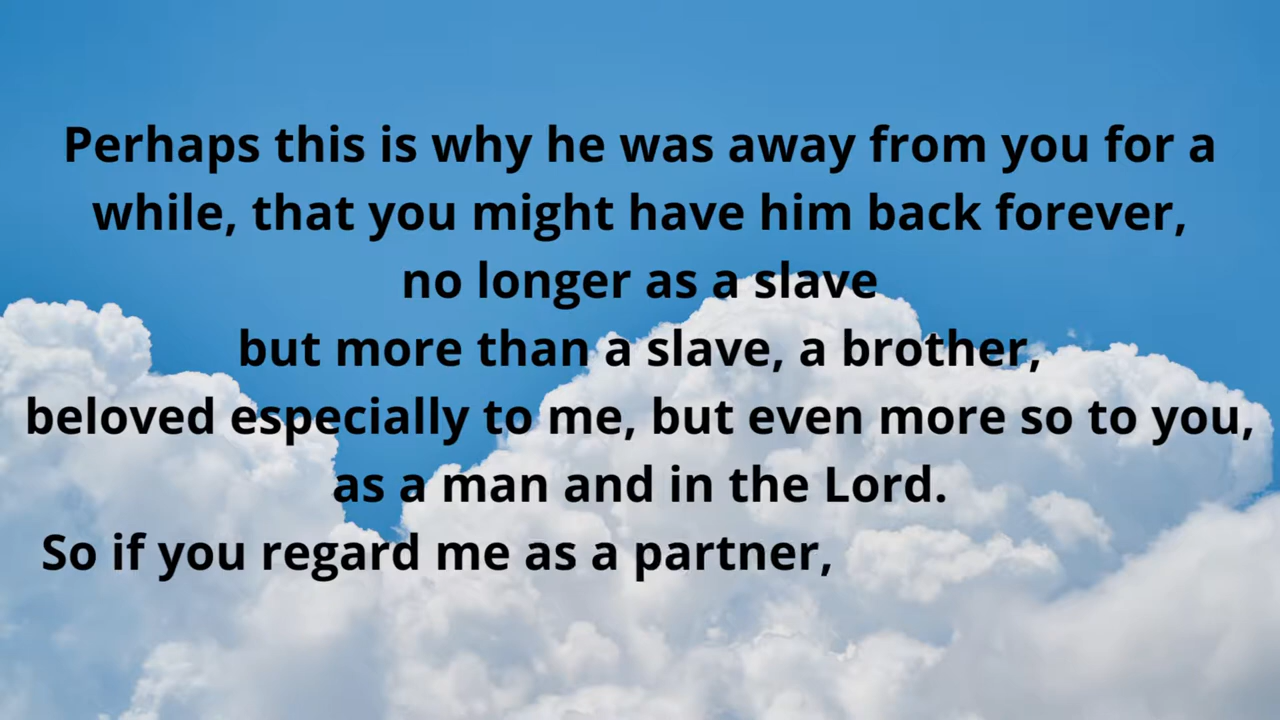 Perhaps this is why he was away from you for a
while, that you might have him back forever,
no longer as a slave
but more than a slave, a brother,
beloved especially to me, but even more so to you,
as a man and in the Lord.
So if you regard me as a partner,